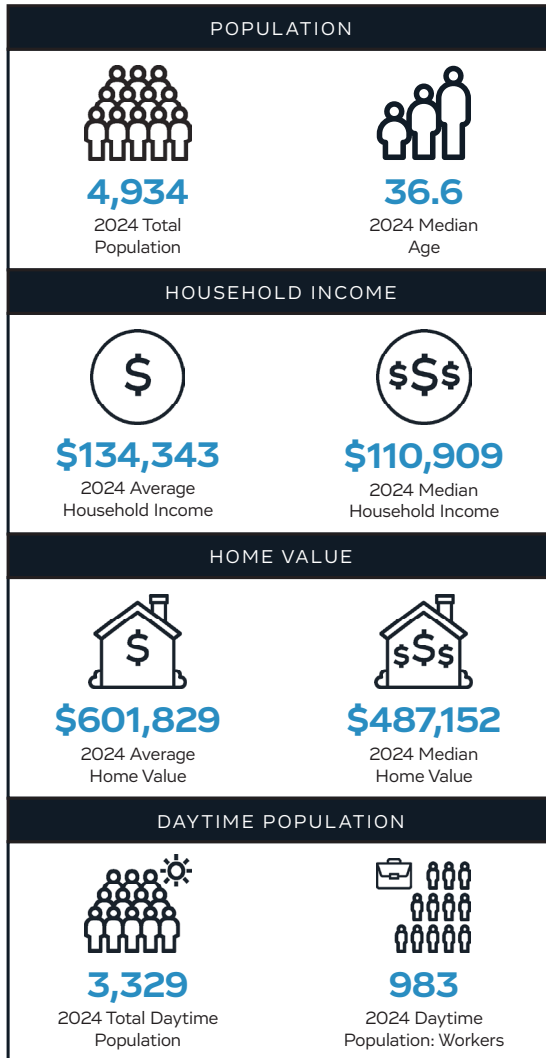 POPULATION
4,934
2024 Total
Population
36.6
2024 Median
Age
HOUSEHOLD INCOME
$
$134,343
2024 Average
Household Income
$$$
$110,909
2024 Median
Household Income
HOME VALUE
$
$601,829
2024 Average
Home Value
$$$
$487,152
2024 Median
Home Value
DAYTIME POPULATION
3,329
2024 Total Daytime
Population
983
2024 Daytime
Population: Workers